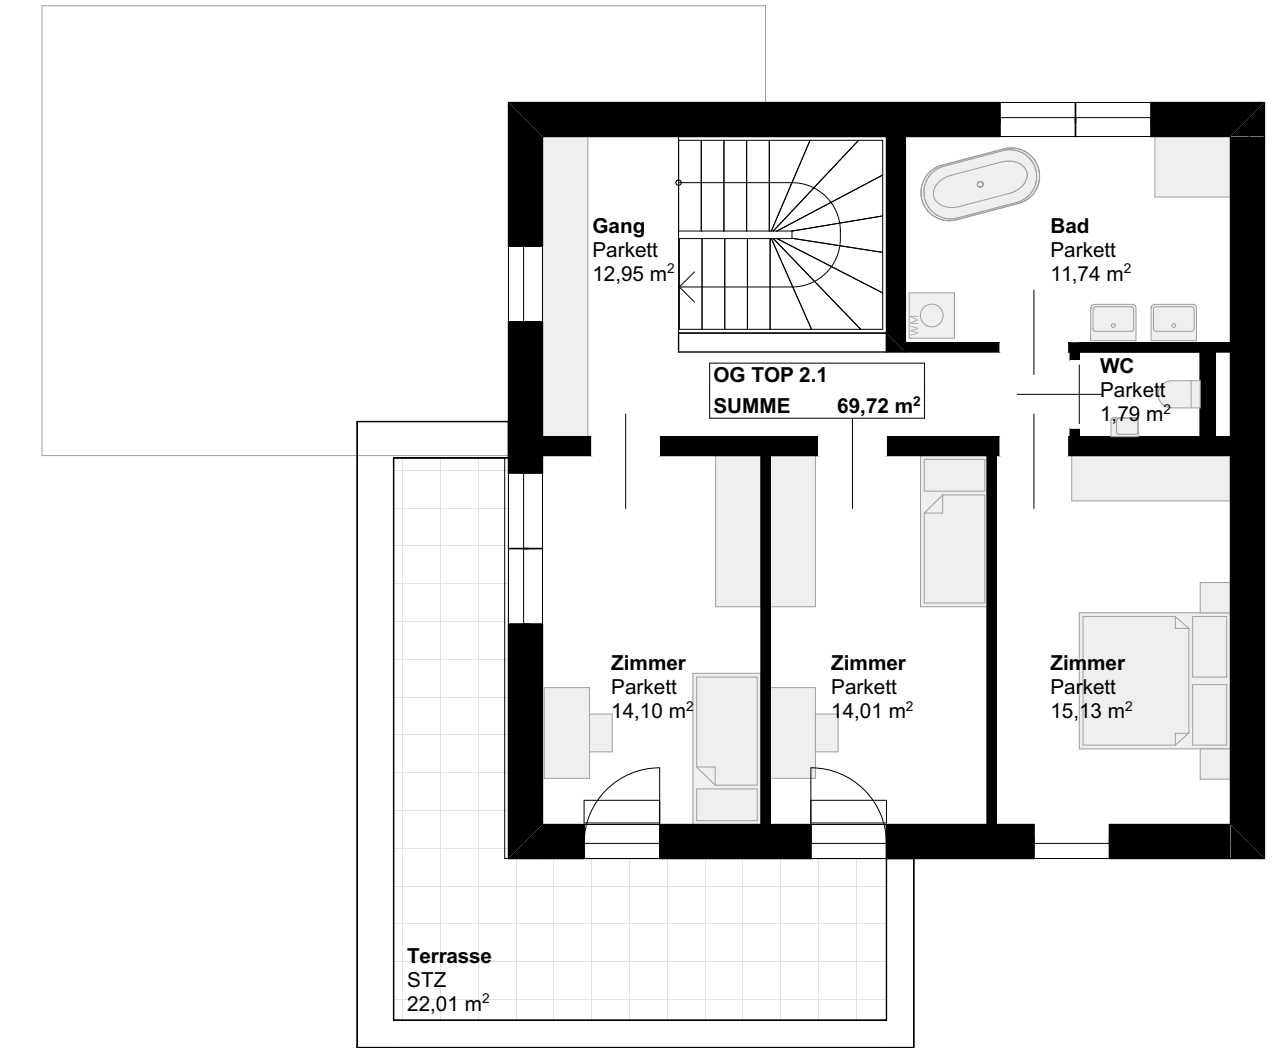 Gang
Parkett
12,95 m²
Bad
Parkett
11,74 m²
WM
OG TOP 2.1
SUMME 69,72 m²
WC
Parkett
1,79 m²
Zimmer
Parkett
14,10 m²
Zimmer
Parkett
14,01 m²
Zimmer
Parkett
15,13 m²
Terrasse
STZ
22,01 m²